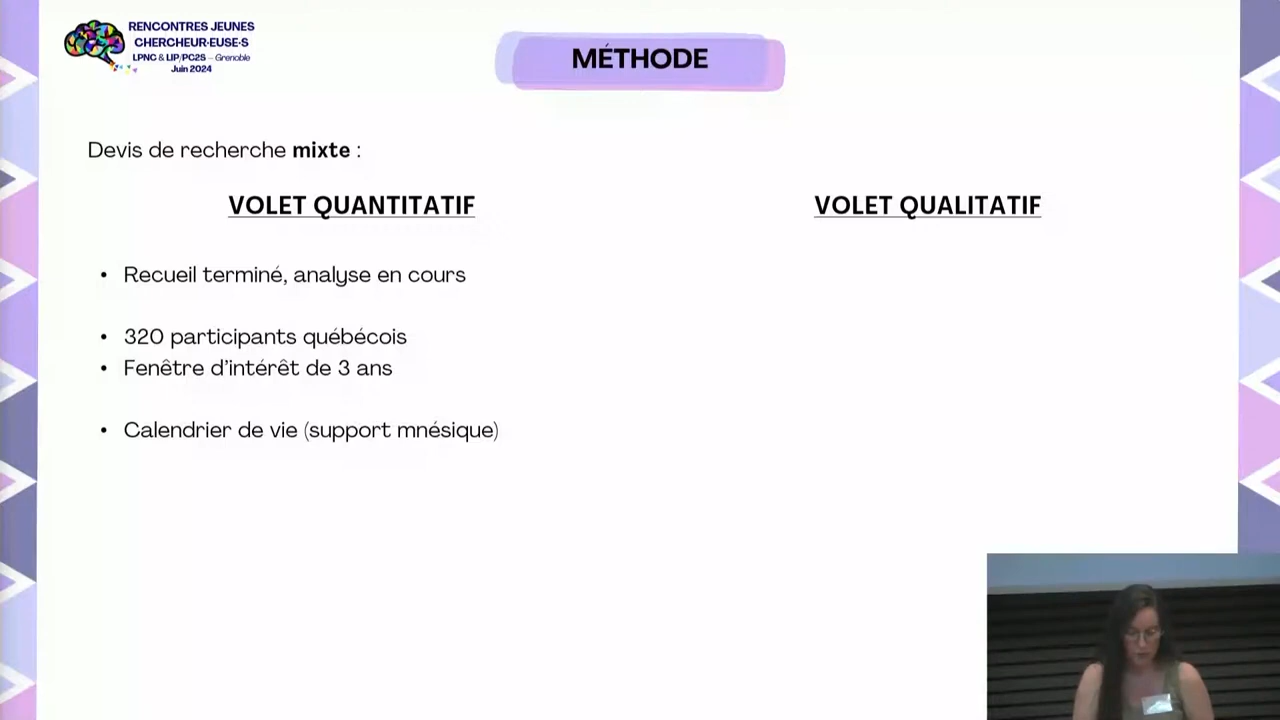 RENCONTRES JEUNES
CHERCHEUR·EUSE·S
LPNC & LIP/PC2S – Grenoble
Juin 2024
MÉTHODE
Devis de recherche mixte :
VOLET QUANTITATIF
• Recueil terminé, analyse en cours
• 320 participants québécois
• Fenêtre d'intérêt de 3 ans
• Calendrier de vie (support mnésique)
VOLET QUALITATIF